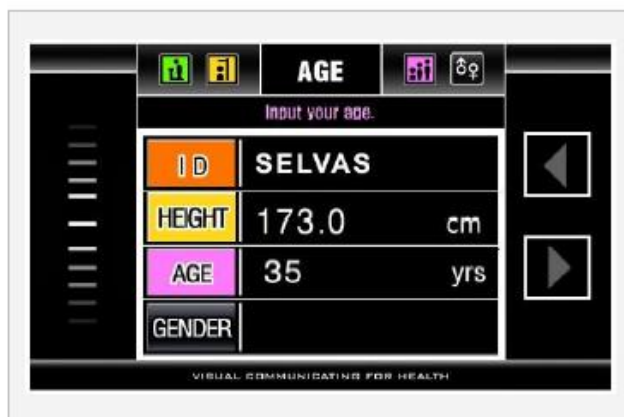 AGE
Input your age.
ID SELVAS
HEIGHT 173.0 cm
AGE 35 yrs
GENDER
VISUAL COMMUNICATING FOR HEALTH